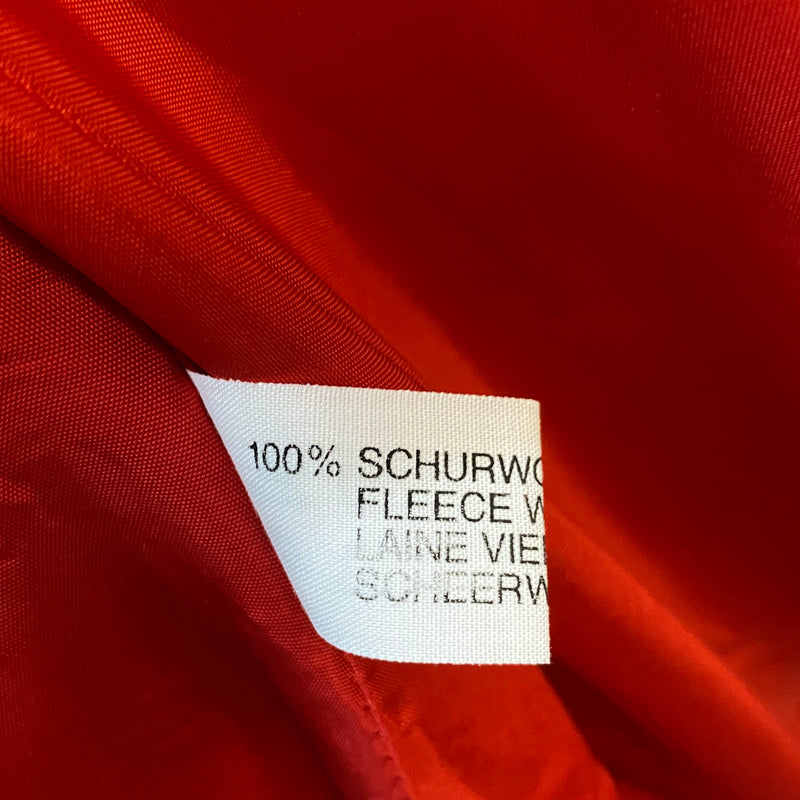 100% SCHURWO
FLEECE W
LAINE VIE
SCHEERW